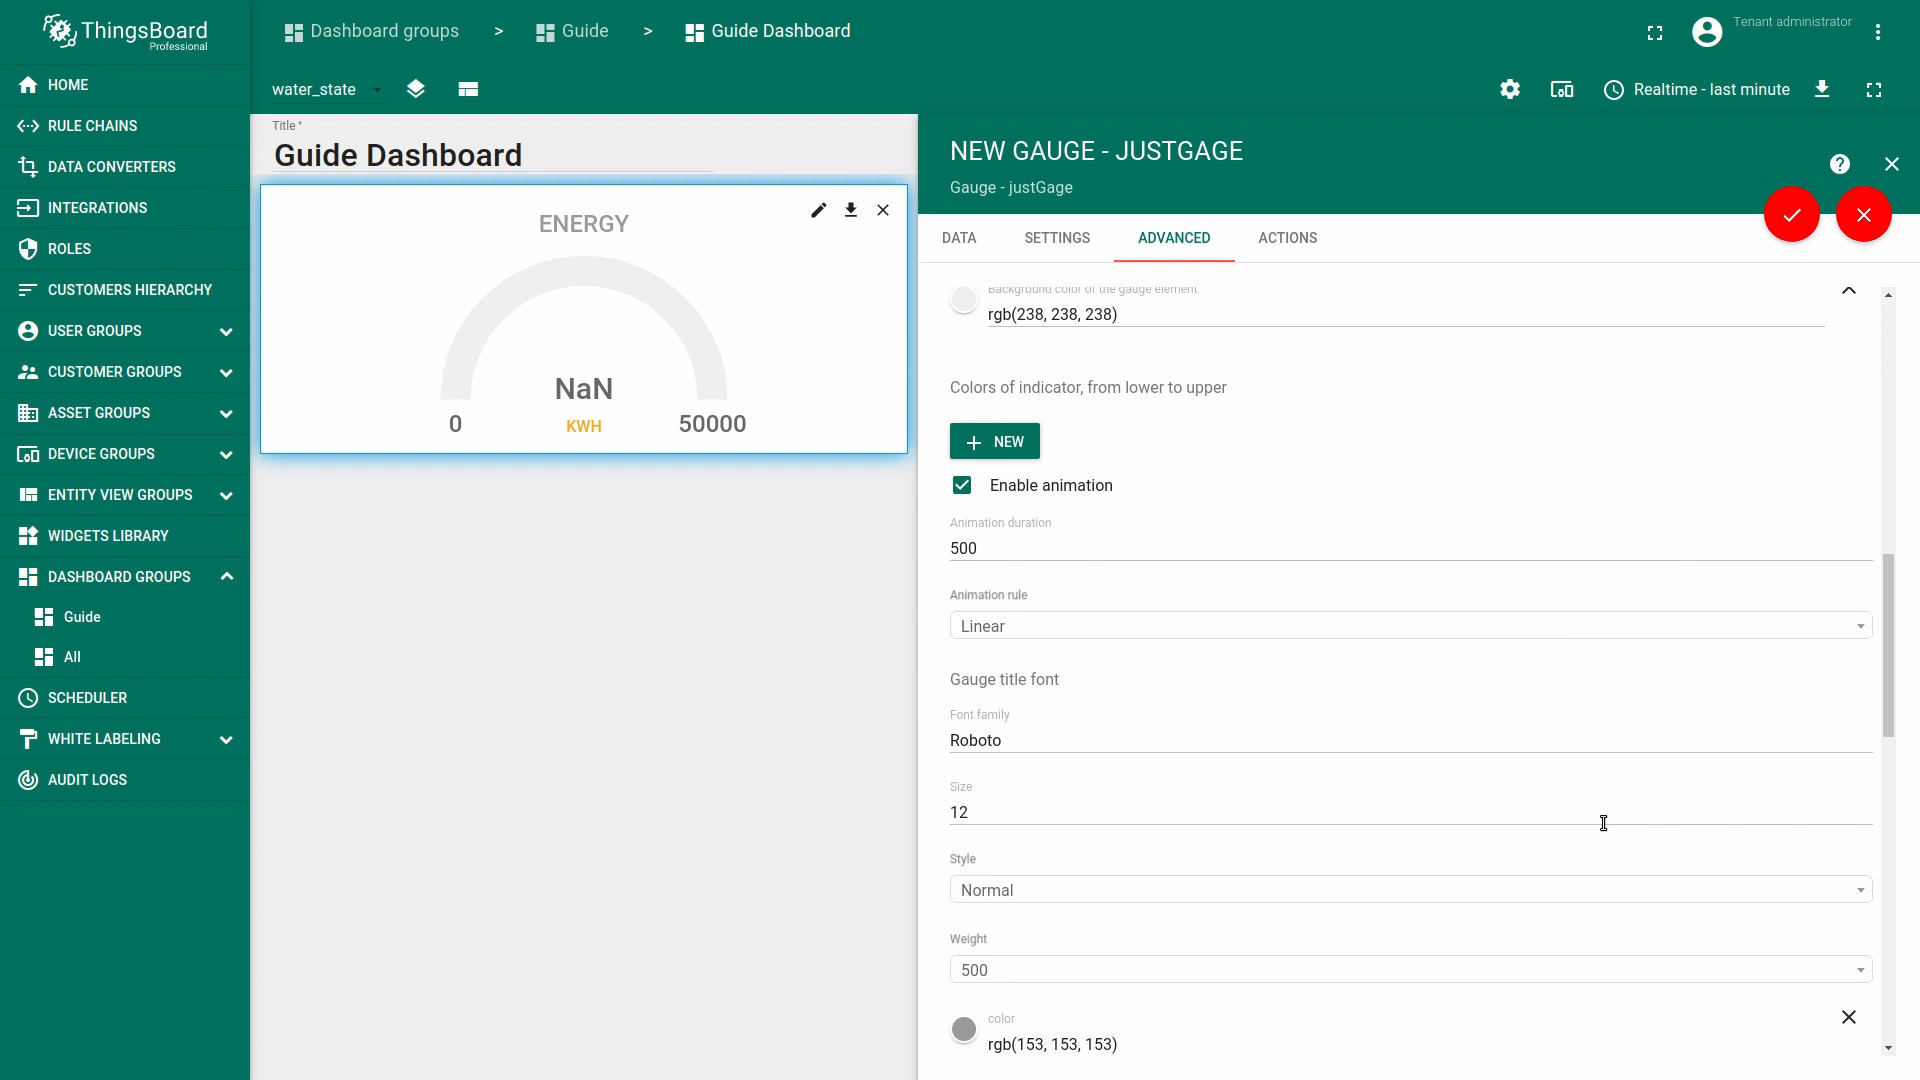 ThingsBoard
Professional
Dashboard groups > Guide > Guide Dashboard
Tenant administrator
HOME
RULE CHAINS
DATA CONVERTERS
INTEGRATIONS
ROLES
CUSTOMERS HIERARCHY
USER GROUPS
CUSTOMER GROUPS
ASSET GROUPS
DEVICE GROUPS
ENTITY VIEW GROUPS
WIDGETS LIBRARY
DASHBOARD GROUPS
Guide
All
SCHEDULER
WHITE LABELING
AUDIT LOGS
water_state
Realtime - last minute
Title *
Guide Dashboard
ENERGY
NaN
0 KWH 50000
NEW GAUGE - JUSTGAGE
Gauge - justGage
DATA SETTINGS ADVANCED ACTIONS
Background color of the gauge element
rgb(238, 238, 238)
Colors of indicator, from lower to upper
+ NEW
Enable animation
Animation duration
500
Animation rule
Linear
Gauge title font
Font family
Roboto
Size
12
Style
Normal
Weight
500
color
rgb(153, 153, 153)